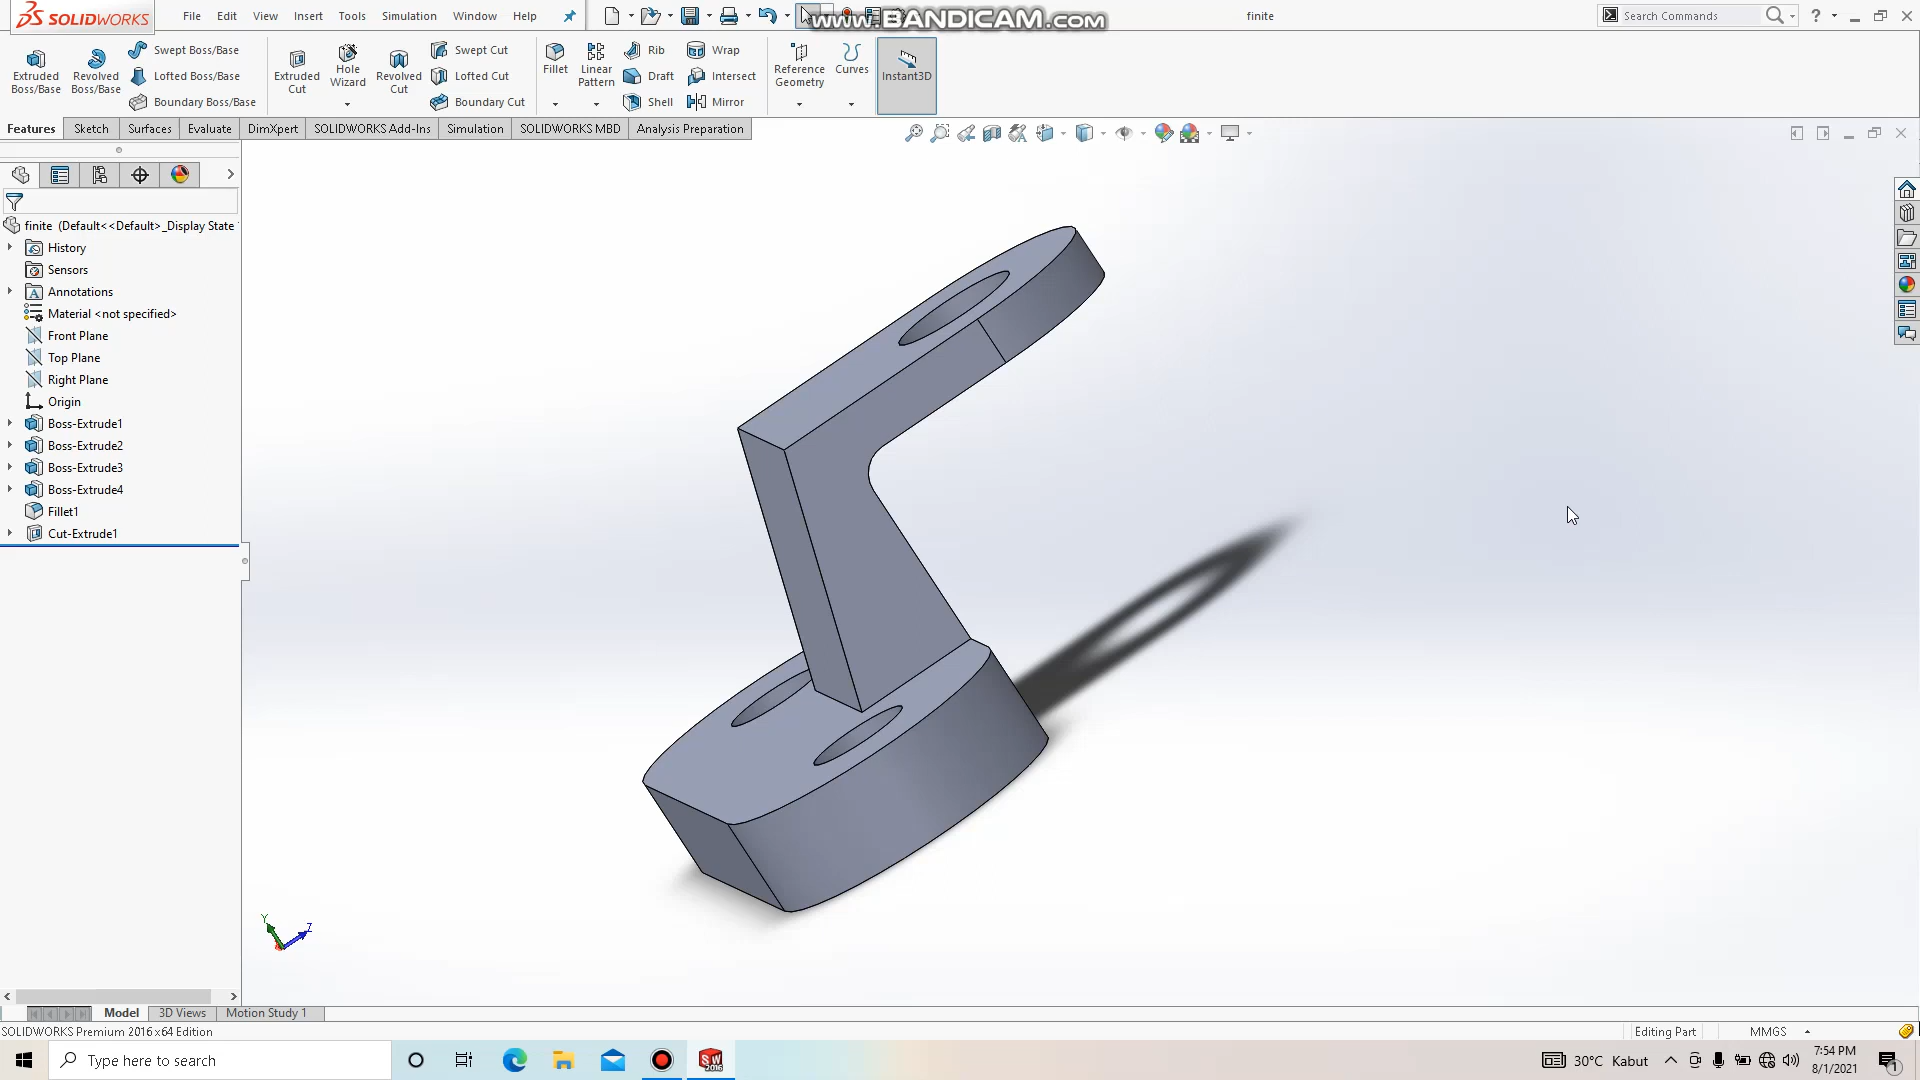 SOLIDWORKS File Edit View Insert Tools Simulation Window Help www.BANDICAM.com finite Search Commands ?
Extruded Boss/Base
Revolved Boss/Base
Swept Boss/Base
Lofted Boss/Base
Boundary Boss/Base
Extruded Cut
Hole Wizard
Revolved Cut
Swept Cut
Lofted Cut
Boundary Cut
Fillet
Linear Pattern
Rib
Draft
Shell
Wrap
Intersect
Mirror
Reference Geometry
Curves
Instant3D
Features Sketch Surfaces Evaluate DimXpert SOLIDWORKS Add-Ins Simulation SOLIDWORKS MBD Analysis Preparation
finite (Default<<Default>_Display State
History
Sensors
A Annotations
Material <not specified>
Front Plane
Top Plane
Right Plane
Origin
Boss-Extrude1
Boss-Extrude2
Boss-Extrude3
Boss-Extrude4
Fillet1
Cut-Extrude1
Y Z
Model 3D Views Motion Study 1
SOLIDWORKS Premium 2016 x64 Edition Editing Part MMGS
Type here to search SW 2016 30°C Kabut 7:54 PM
8/1/2021 1